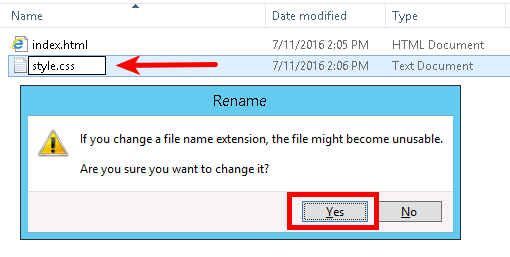 Name Date modified Type
index.html 7/11/2016 2:05 PM HTML Document
style.css 7/11/2016 2:06 PM Text Document
Rename
If you change a file name extension, the file might become unusable.
Are you sure you want to change it?
Yes No